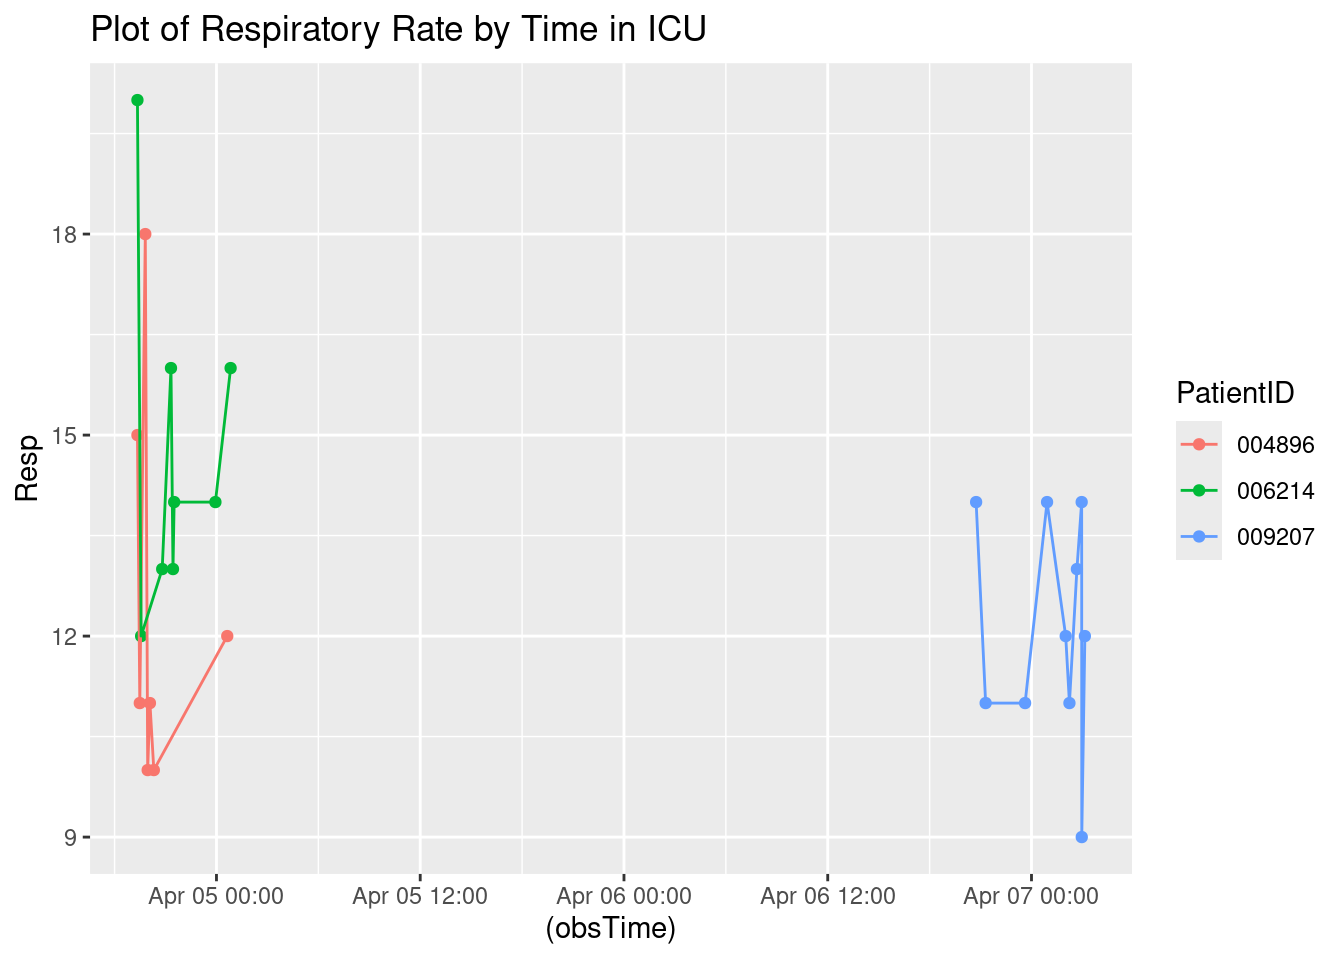 Plot of Respiratory Rate by Time in ICU
Resp
18
15
12
9
Apr 05 00:00
Apr 05 12:00
Apr 06 00:00
Apr 06 12:00
Apr 07 00:00
(obsTime)
PatientID
004896
006214
009207